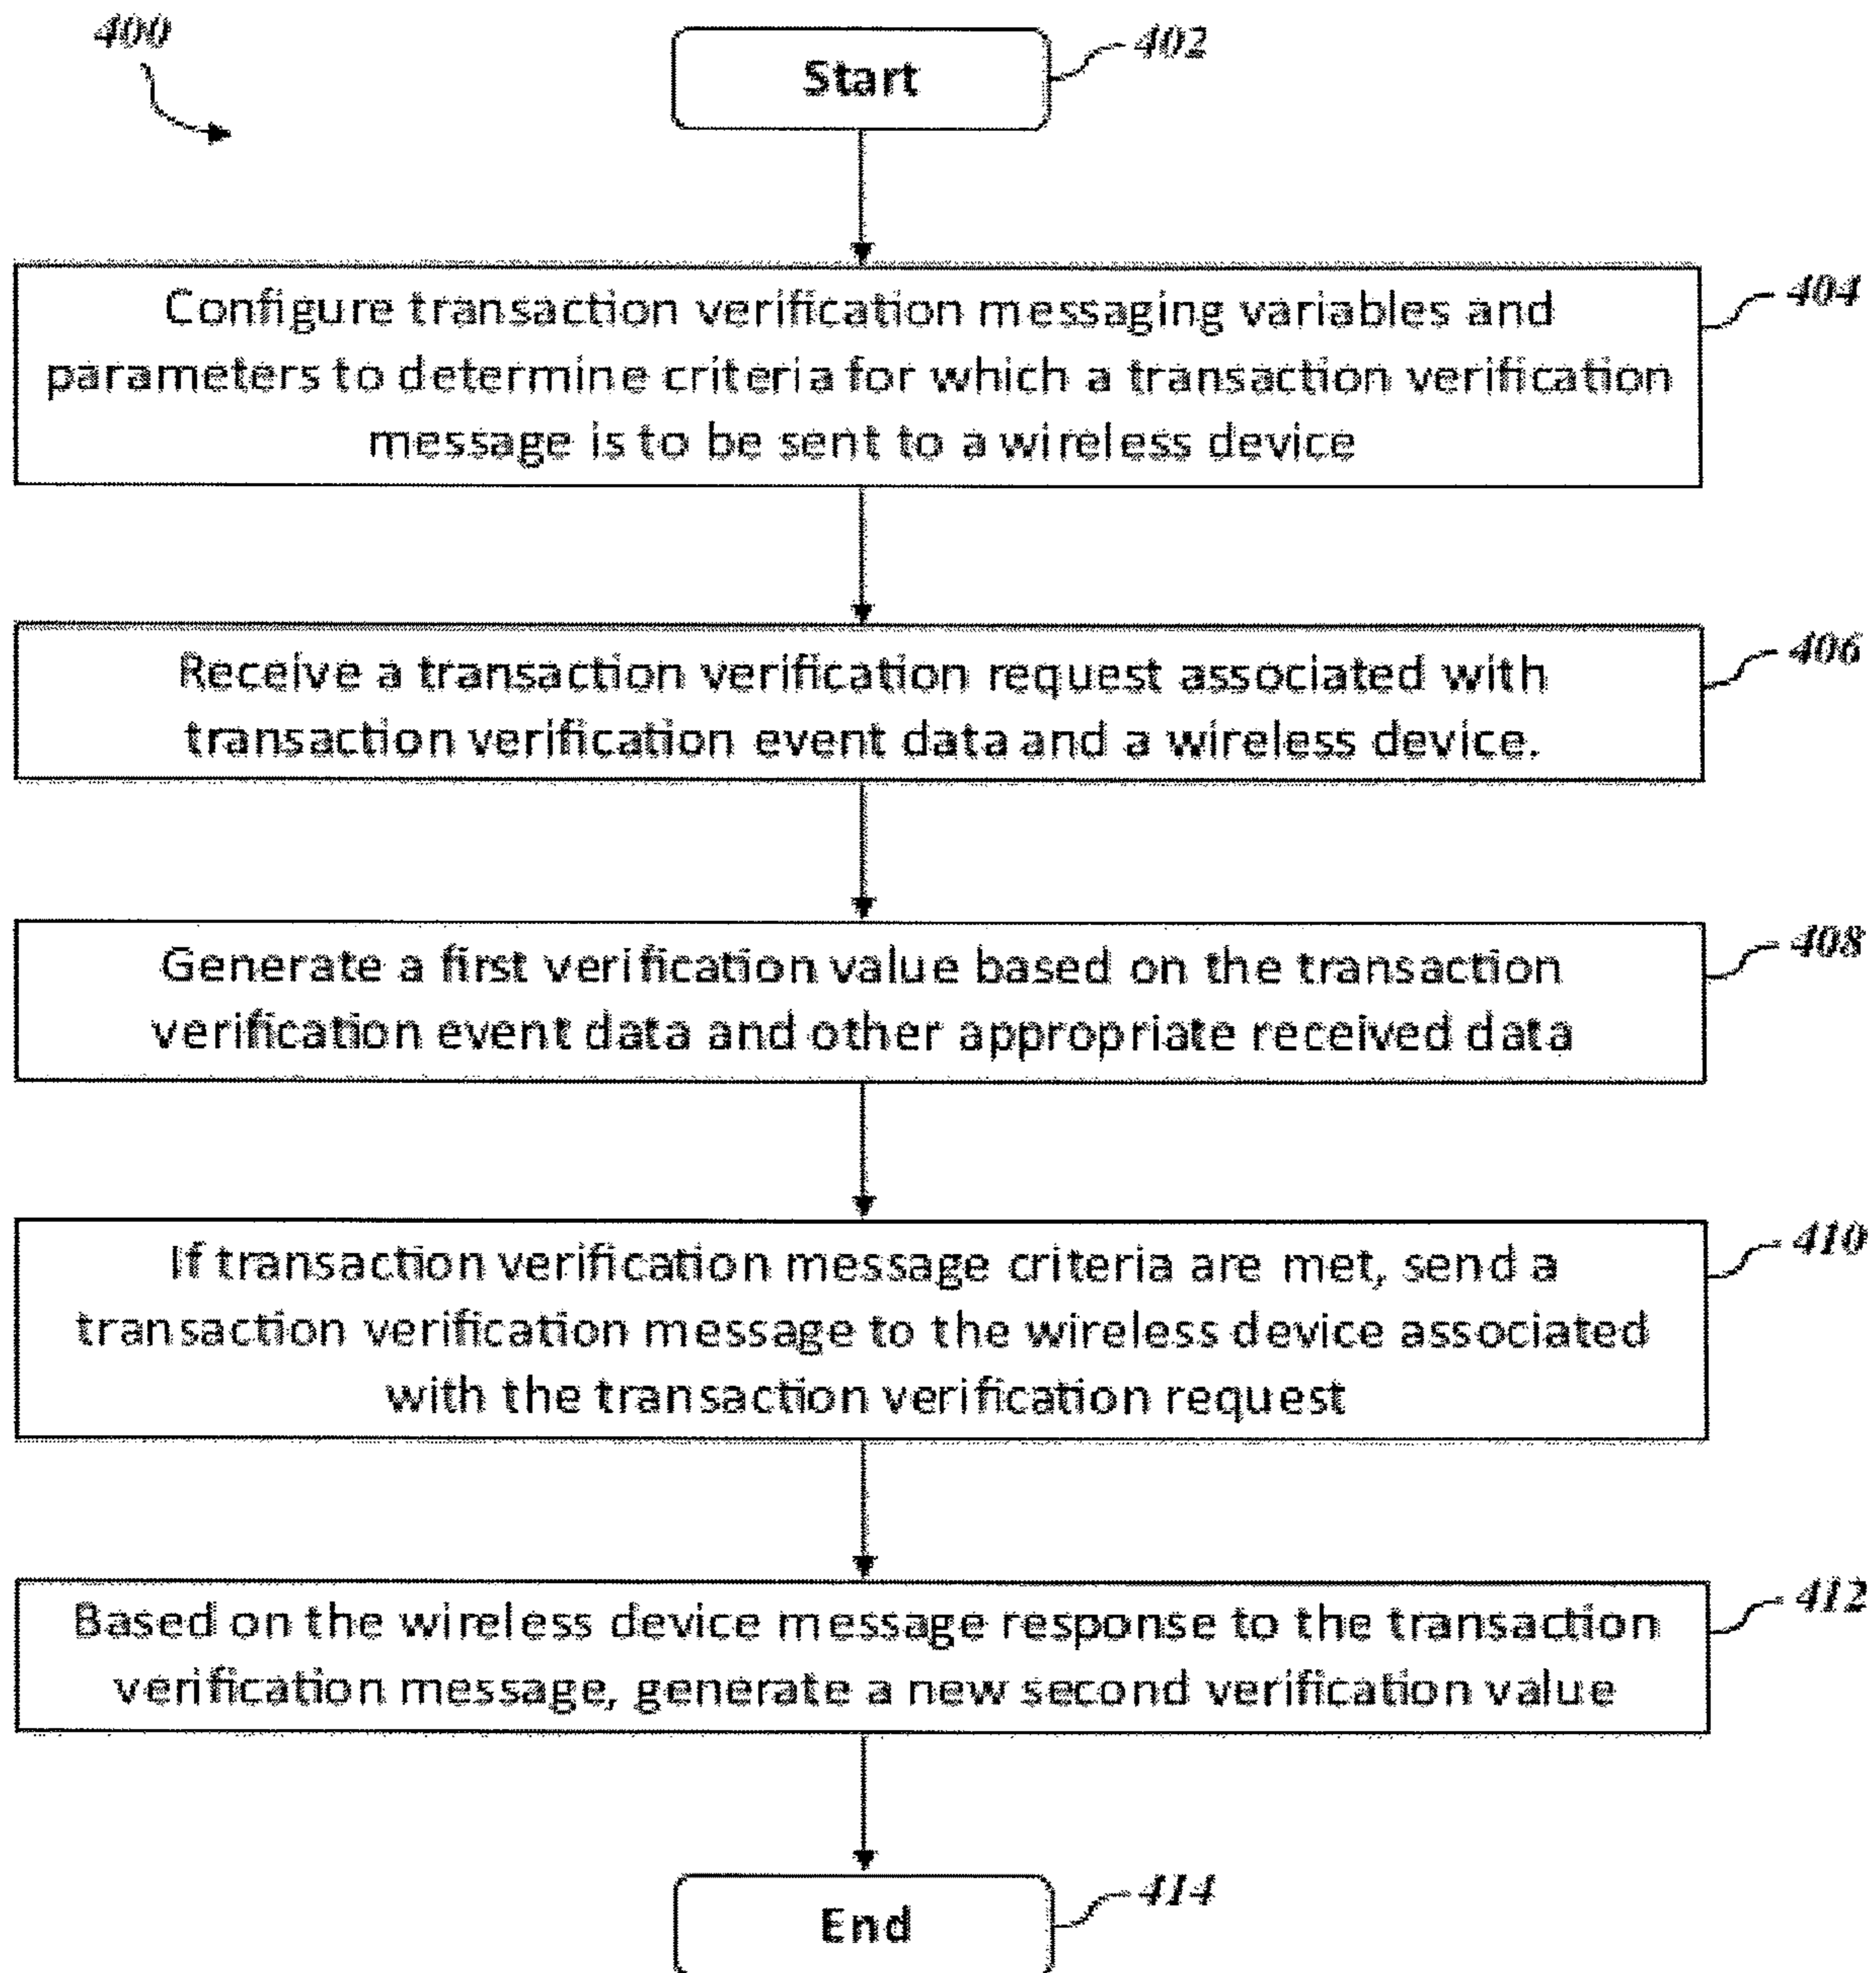 400
Start
402
Configure transaction verification messaging variables and
parameters to determine criteria for which a transaction verification
message is to be sent to a wireless device
404
Receive a transaction verification request associated with
transaction verification event data and a wireless device.
406
Generate a first verification value based on the transaction
verification event data and other appropriate received data
408
If transaction verification message criteria are met, send a
transaction verification message to the wireless device associated
with the transaction verification request
410
Based on the wireless device message response to the transaction
verification message, generate a new second verification value
412
End
414